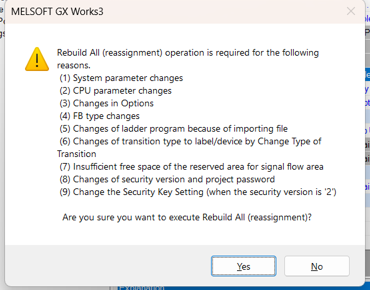 MELSOFT GX Works3
Rebuild All (reassignment) operation is required for the following
reasons.
(1) System parameter changes
(2) CPU parameter changes
(3) Changes in Options
(4) FB type changes
(5) Changes of ladder program because of importing file
(6) Changes of transition type to label/device by Change Type of
Transition
(7) Insufficient free space of the reserved area for signal flow area
(8) Changes of security version and project password
(9) Change the Security Key Setting (when the security version is '2')
Are you sure you want to execute Rebuild All (reassignment)?
Yes
No